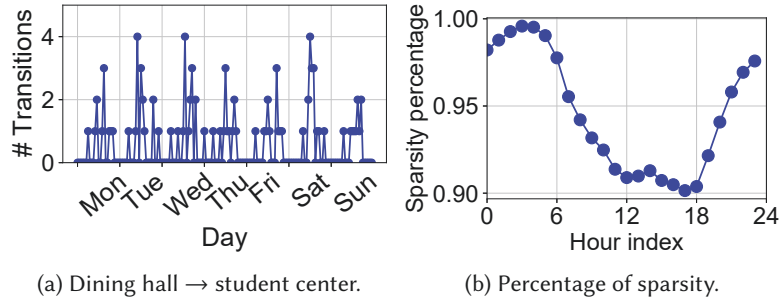 # Transitions
4
2
0
Mon Tue Wed Thu Fri Sat Sun
Day
(a) Dining hall → student center.
Sparsity percentage
1.00
0.95
0.90
0 6 12 18 24
Hour index
(b) Percentage of sparsity.